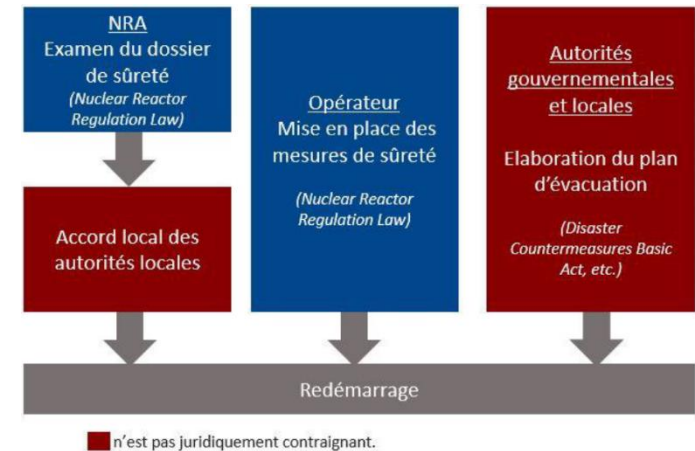 NRA
Examen du dossier
de sûreté
(Nuclear Reactor
Regulation Law)
Accord local des
autorités locales
Opérateur
Mise en place des
mesures de sûreté
(Nuclear Reactor
Regulation Law)
Autorités
gouvernementales
et locales
Elaboration du plan
d’évacuation
(Disaster
Countermeasures Basic
Act, etc.)
Redémarrage
n’est pas juridiquement contraignant.